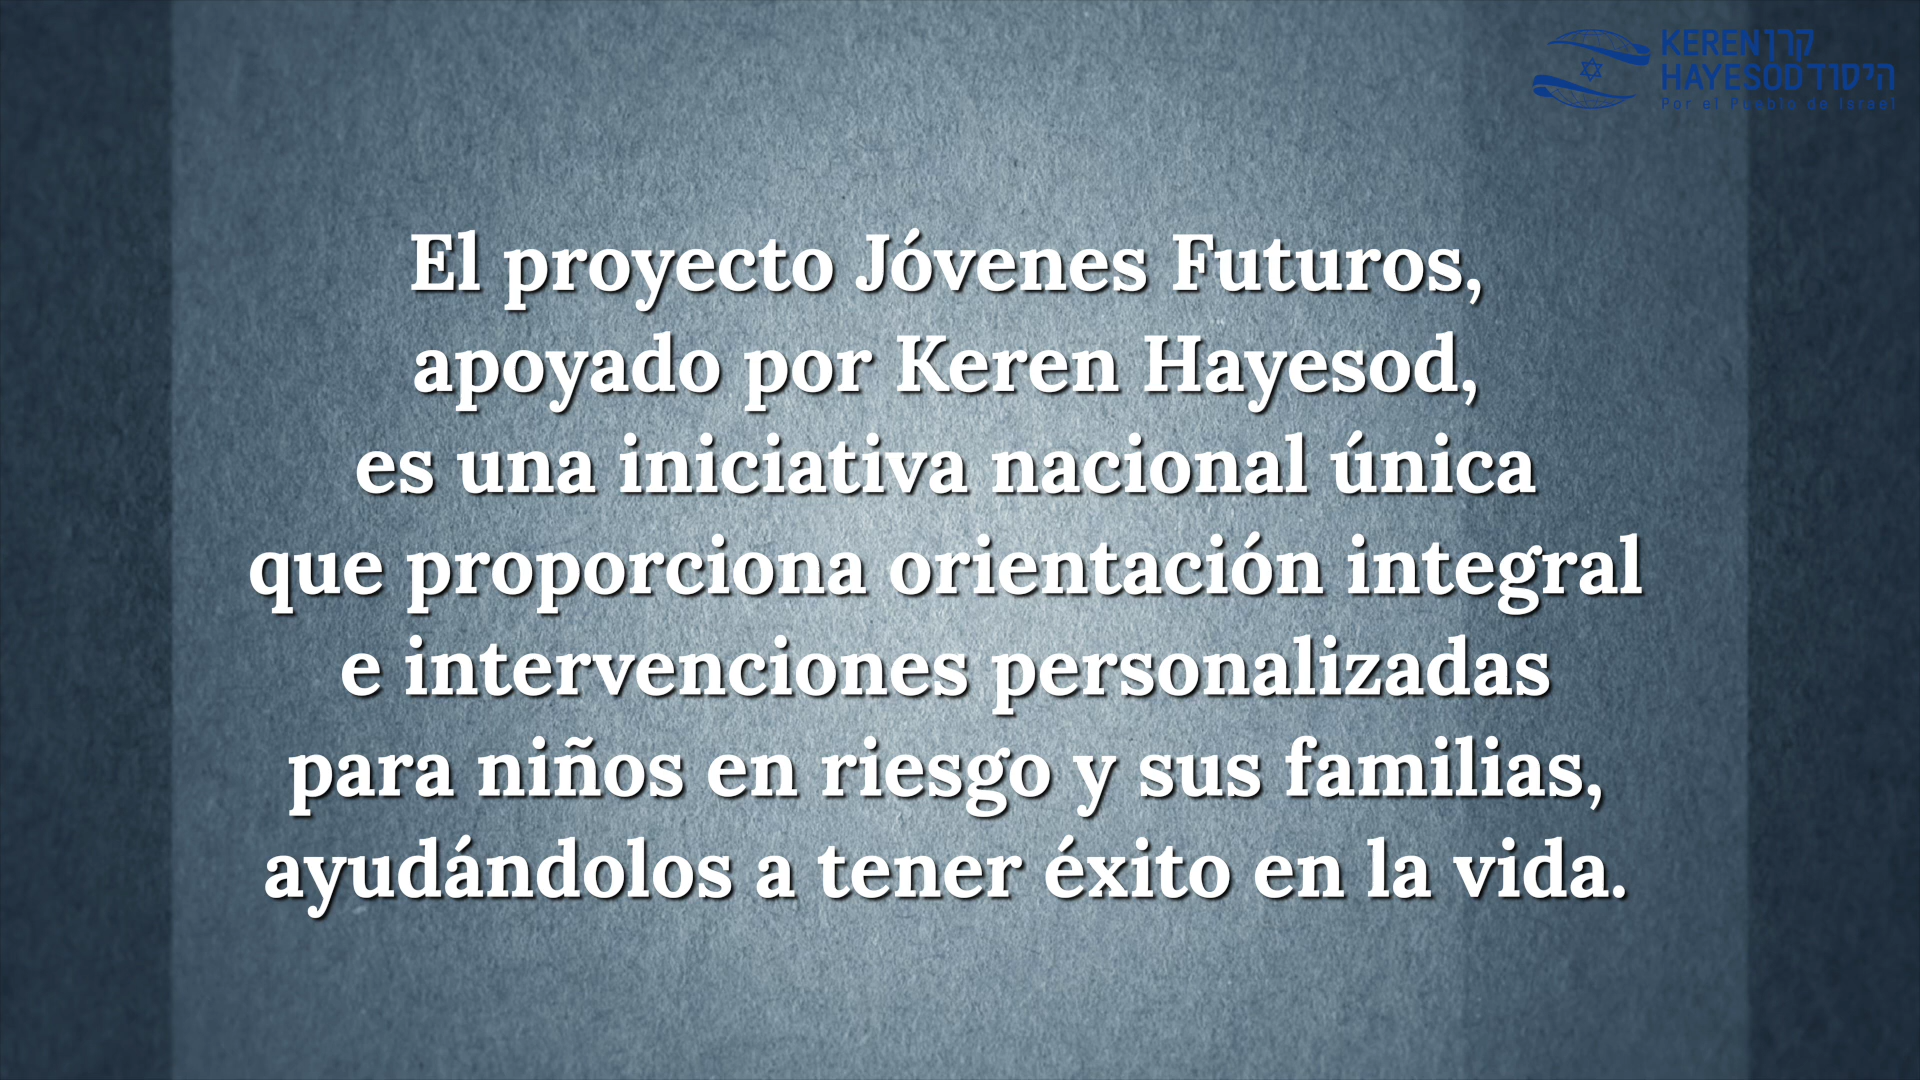 KEREN קרן
HAYESOD היסוד
Por el Pueblo de Israel
El proyecto Jóvenes Futuros,
apoyado por Keren Hayesod,
es una iniciativa nacional única
que proporciona orientación integral
e intervenciones personalizadas
para niños en riesgo y sus familias,
ayudándolos a tener éxito en la vida.